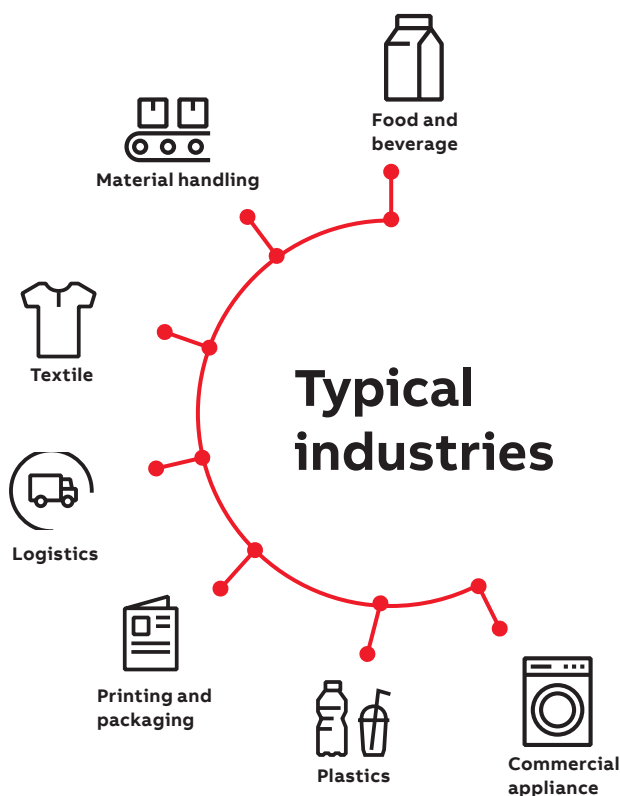 Food and
beverage
Material handling
Textile
Typical
industries
Logistics
Printing and
packaging
Plastics
Commercial
appliance